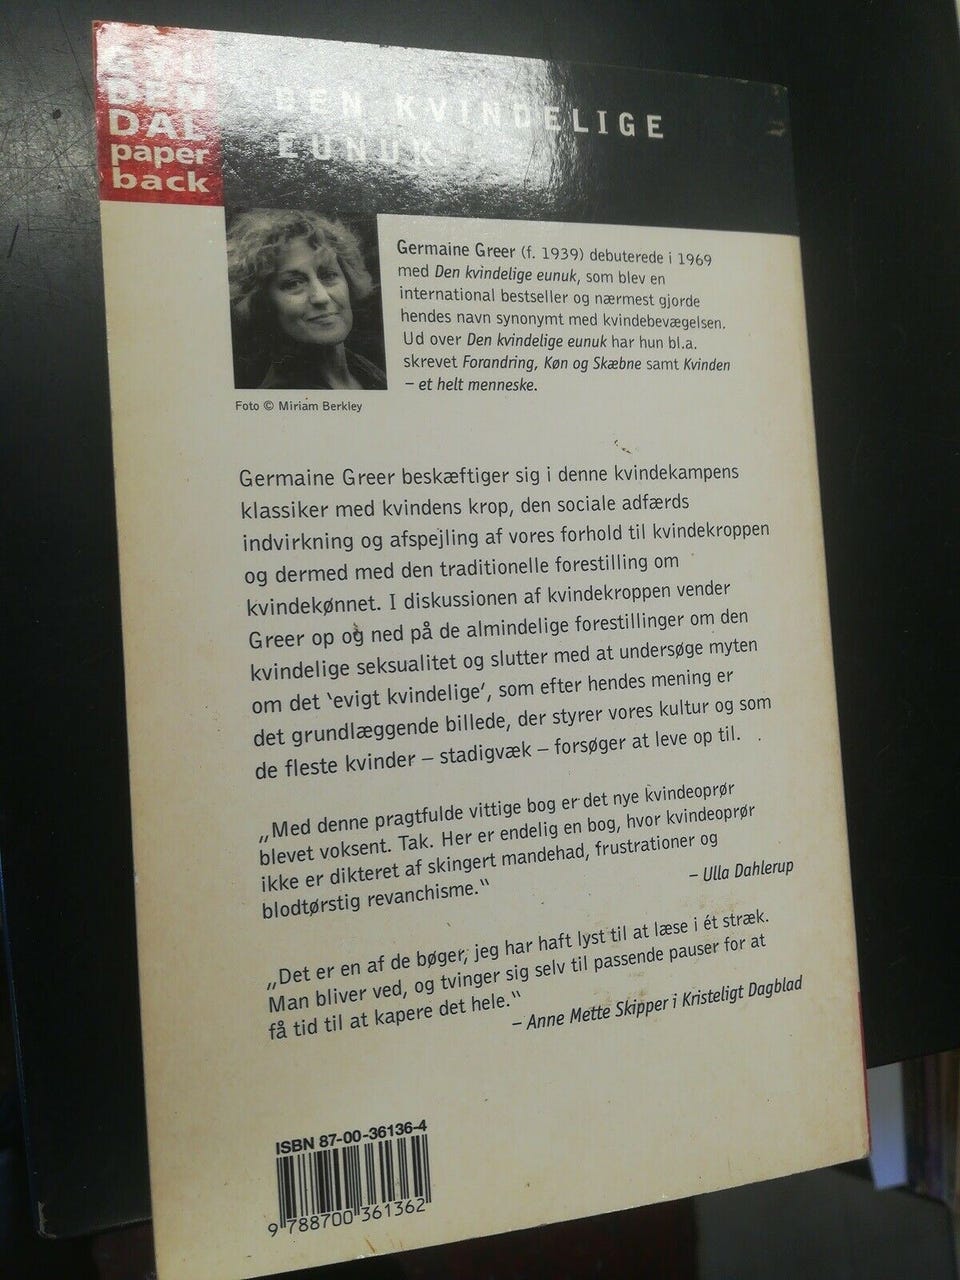 GYL
DEN
DAL
paper
back
DEN KVINDELIGE
EUNUK
Germaine Greer (f. 1939) debuterede i 1969
med Den kvindelige eunuk, som blev en
international bestseller og nærmest gjorde
hendes navn synonymt med kvindebevægelsen.
Ud over Den kvindelige eunuk har hun bl.a.
skrevet Forandring, Køn og Skæbne samt Kvinden
– et helt menneske.
Foto © Miriam Berkley
Germaine Greer beskæftiger sig i denne kvindekampens
klassiker med kvindens krop, den sociale adfærds
indvirkning og afspejling af vores forhold til kvindekroppen
og dermed med den traditionelle forestilling om
kvindekønnet. I diskussionen af kvindekroppen vender
Greer op og ned på de almindelige forestillinger om den
kvindelige seksualitet og slutter med at undersøge myten
om det ‛evigt kvindelige’, som efter hendes mening er
det grundlæggende billede, der styrer vores kultur og som
de fleste kvinder – stadigvæk – forsøger at leve op til.
„Med denne pragtfulde vittige bog er det nye kvindeoprør
blevet voksent. Tak. Her er endelig en bog, hvor kvindeoprør
ikke er dikteret af skingert mandehad, frustrationer og
blodtørstig revanchisme.“
– Ulla Dahlerup
„Det er en af de bøger, jeg har haft lyst til at læse i ét stræk.
Man bliver ved, og tvinger sig selv til passende pauser for at
få tid til at kapere det hele.“
– Anne Mette Skipper i Kristeligt Dagblad
ISBN 87-00-36136-4
9 788700 361362